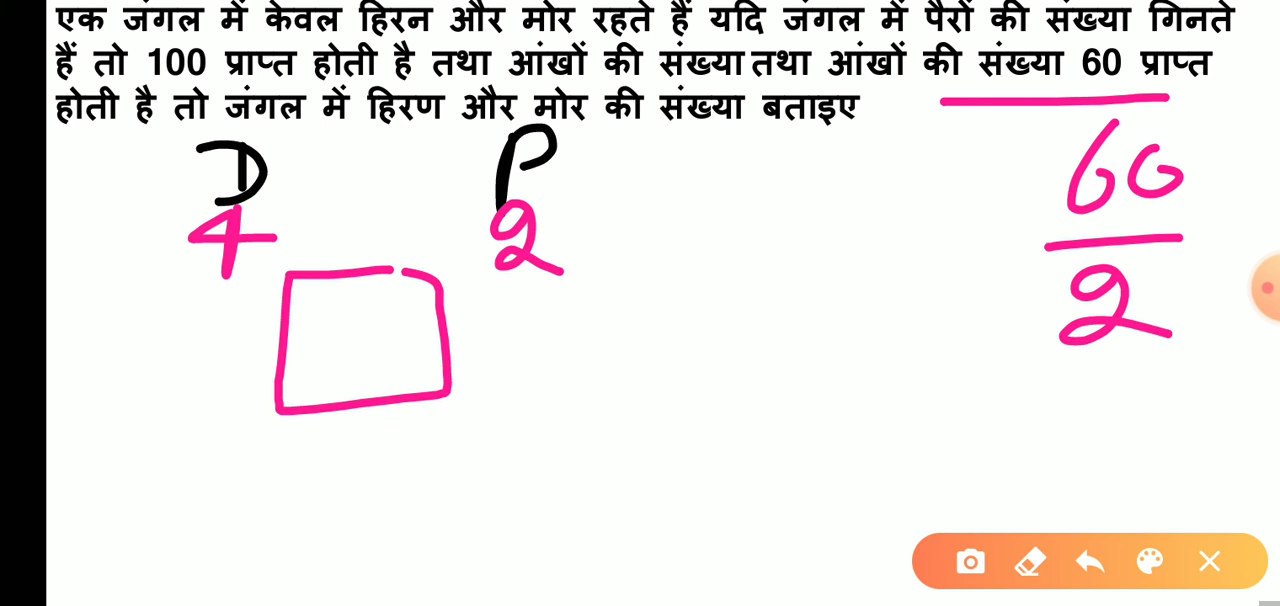 एक जंगल में केवल हिरन और मोर रहते हैं यदि जंगल में पैरों की संख्या गिनते
हैं तो 100 प्राप्त होती है तथा आंखों की संख्या तथा आंखों की संख्या 60 प्राप्त
होती है तो जंगल में हिरण और मोर की संख्या बताइए
D P
4 2
60
2